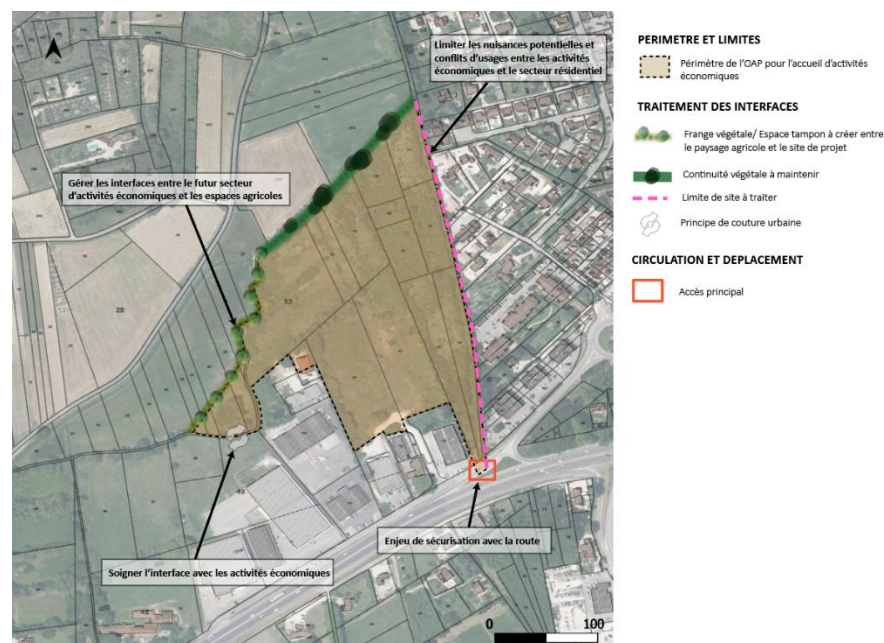 Limiter les nuisances potentielles et
conflits d'usages entre les activités
économiques et le secteur résidentiel
Gérer les interfaces entre le futur secteur
d'activités économiques et les espaces agricoles
Enjeu de sécurisation avec la route
Soigner l'interface avec les activités économiques
0
100
PERIMETRE ET LIMITES
Périmètre de l'OAP pour l'accueil d'activités
économiques
TRAITEMENT DES INTERFACES
Frange végétale/ Espace tampon à créer entre
le paysage agricole et le site de projet
Continuité végétale à maintenir
Limite de site à traiter
Principe de couture urbaine
CIRCULATION ET DEPLACEMENT
Accès principal